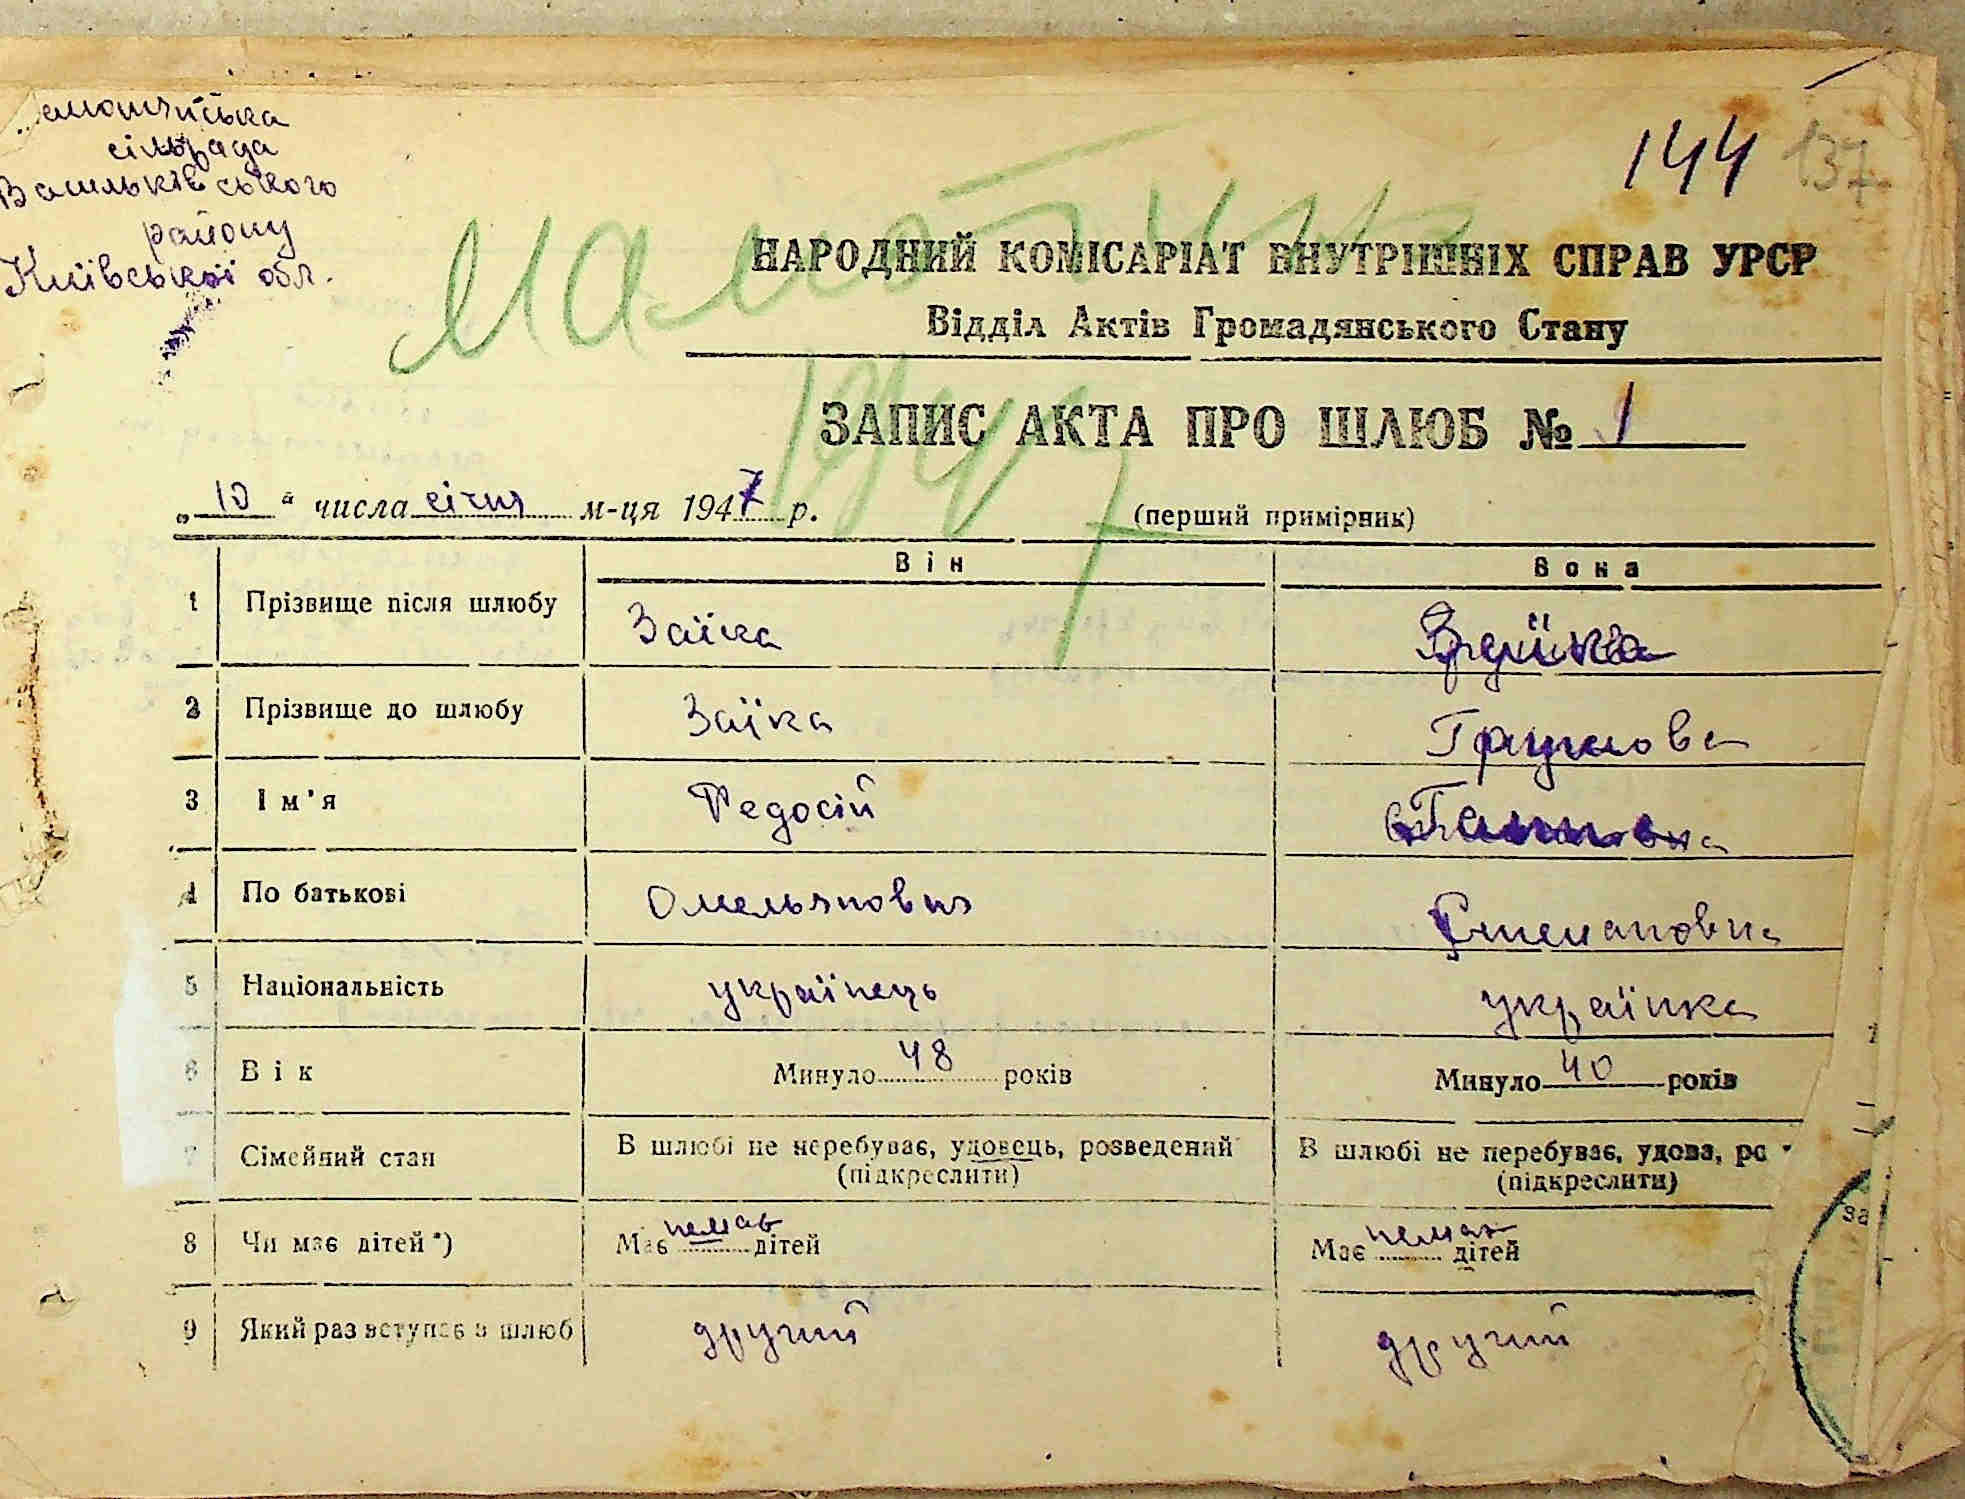 сільрада
Васильківського
району
Київської обл.
144 137
1947
НАРОДНИЙ КОМІСАРІАТ ВНУТРІШНІХ СПРАВ УРСР
Відділ Актів Громадянського Стану
ЗАПИС АКТА ПРО ШЛЮБ № 1
„10“ числа січня м-ця 1947 р. (перший примірник)
Він Вона
1 Прізвище після шлюбу Заїка Заїка
2 Прізвище до шлюбу Заїка
3 Ім'я Федосій
4 По батькові Омельянович Степановна
5 Національність українець українка
6 Вік Минуло 48 років Минуло 40 років
7 Сімейний стан В шлюбі не перебуває, удовець, розведений В шлюбі не перебуває, удова, ро
(підкреслити) (підкреслити)
8 Чи має дітей*) Має немає дітей Має немає дітей
9 Який раз вступає в шлюб другий другий